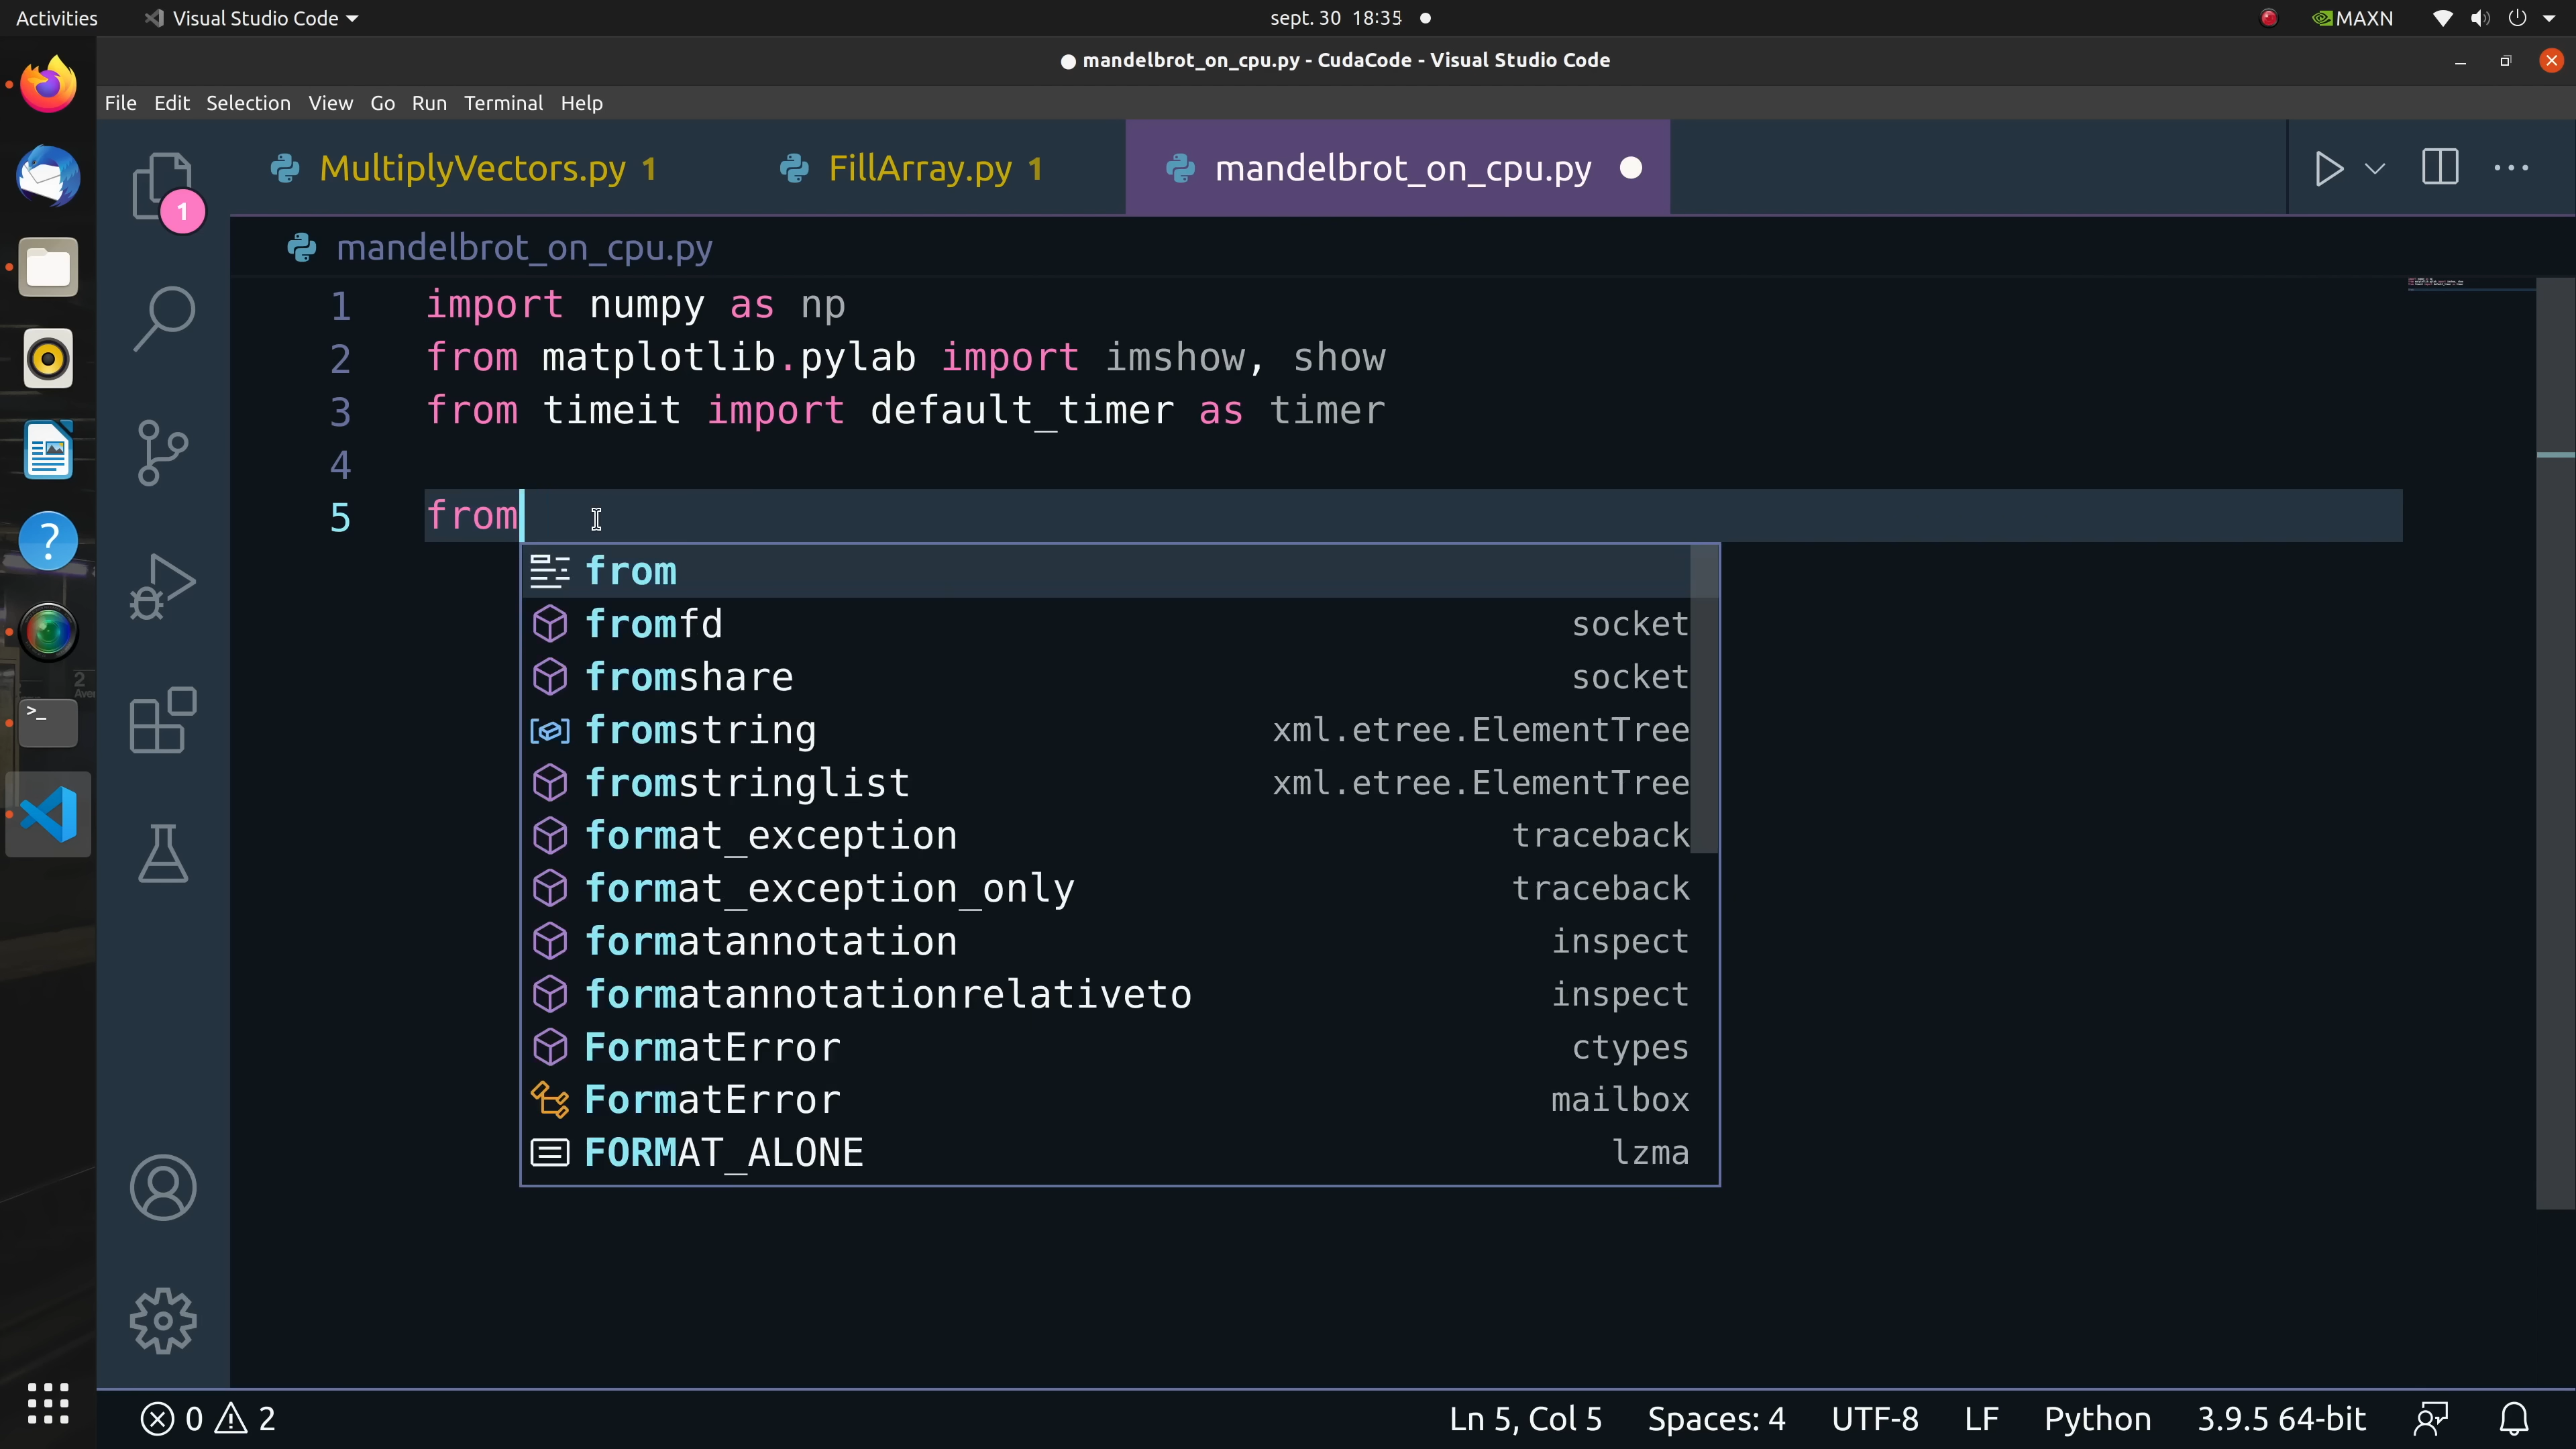 Activities Visual Studio Code sept. 30 18:35 MAXN
mandelbrot_on_cpu.py - CudaCode - Visual Studio Code
File Edit Selection View Go Run Terminal Help
MultiplyVectors.py 1 FillArray.py 1 mandelbrot_on_cpu.py
1
mandelbrot_on_cpu.py
1 import numpy as np
2 from matplotlib.pylab import imshow, show
3 from timeit import default_timer as timer
4
5 from
from
fromfd socket
fromshare socket
fromstring xml.etree.ElementTree
fromstringlist xml.etree.ElementTree
format_exception traceback
format_exception_only traceback
formatannotation inspect
formatannotationrelativeto inspect
FormatError ctypes
FormatError mailbox
FORMAT_ALONE lzma
0 2 Ln 5, Col 5 Spaces: 4 UTF-8 LF Python 3.9.5 64-bit